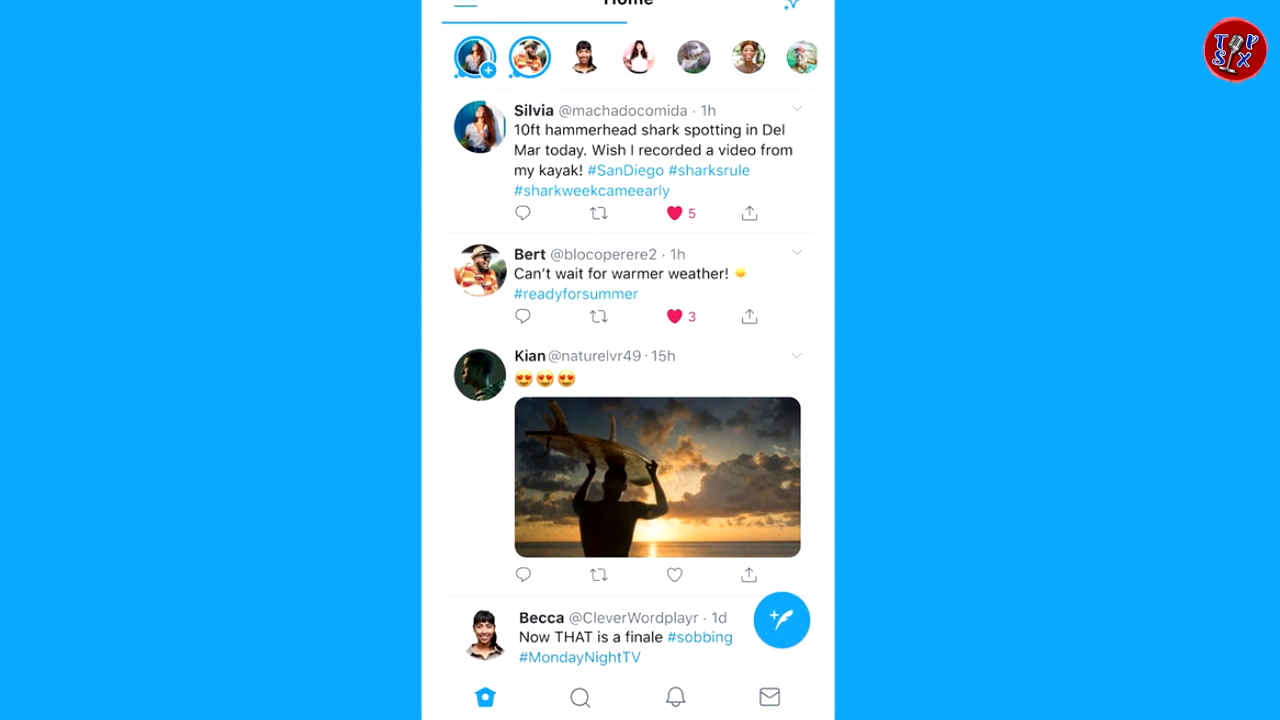 Home
TOP
SIX
Silvia @machadocomida · 1h
10ft hammerhead shark spotting in Del
Mar today. Wish I recorded a video from
my kayak! #SanDiego #sharksrule
#sharkweekcameearly
5
Bert @blocoperere2 · 1h
Can’t wait for warmer weather! ☀️
#readyforsummer
3
Kian @naturelvr49 · 15h
😍😍😍
Becca @CleverWordplayr · 1d
Now THAT is a finale #sobbing
#MondayNightTV